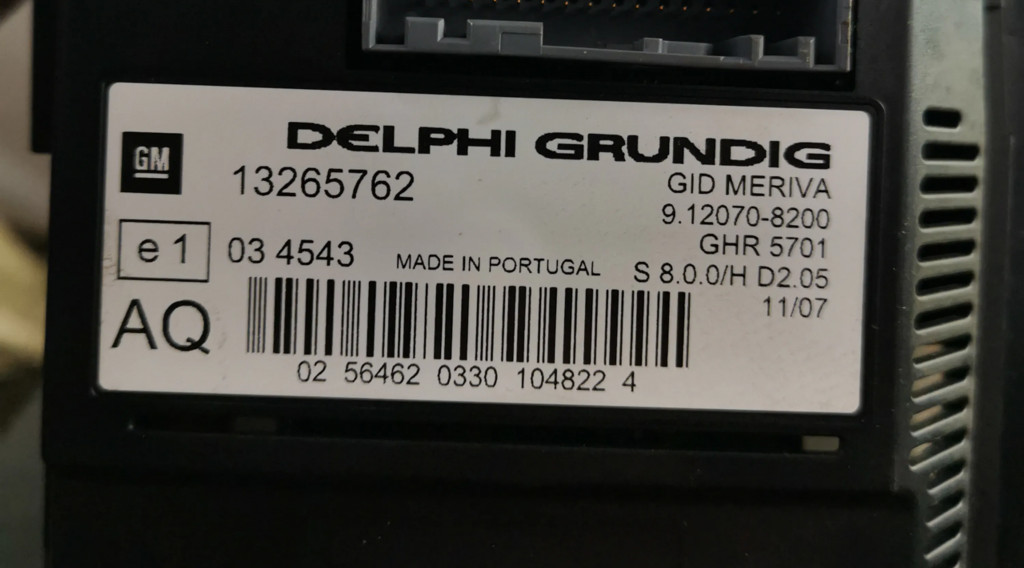 DELPHI GRUNDIG
GM
13265762
GID MERIVA
9.12070-8200
GHR 5701
e1
03 4543
MADE IN PORTUGAL
S 8.0.0/H D2.05
11/07
AQ
02 56462 0330 104822 4